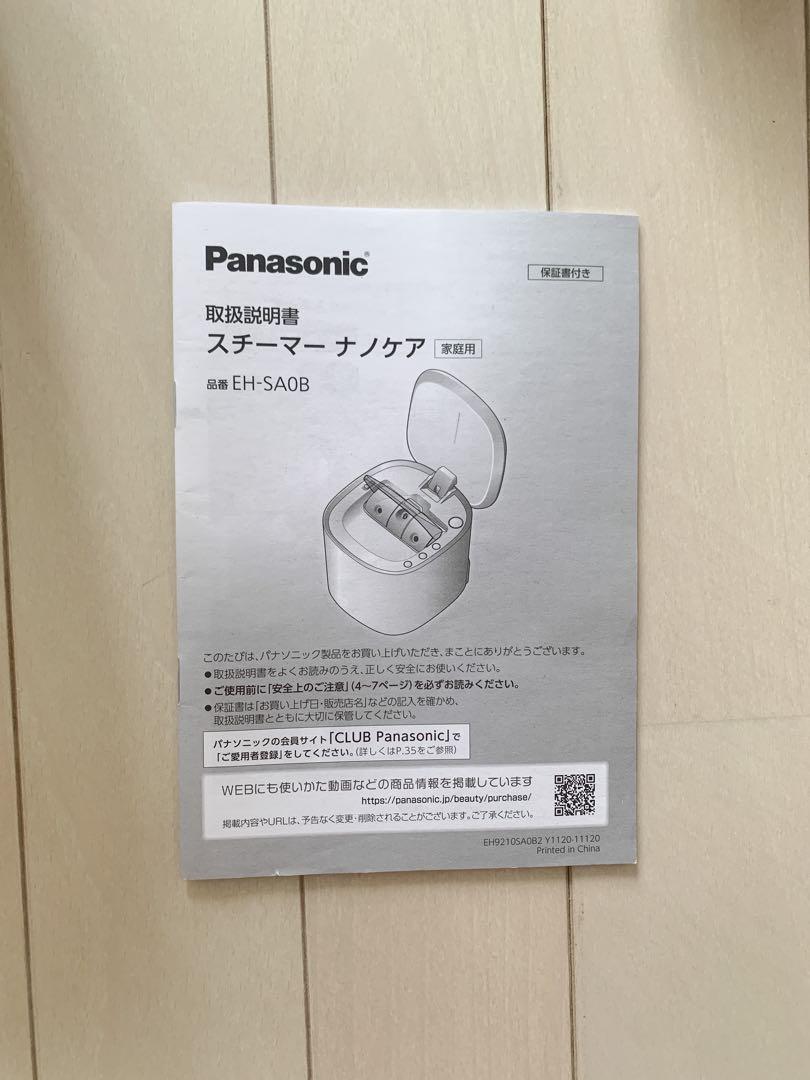 Panasonic®
保証書付き
取扱説明書
スチーマー ナノケア 家庭用
品番 EH-SA0B
このたびは、パナソニック製品をお買い上げいただき、まことにありがとうございます。
●取扱説明書をよくお読みのうえ、正しく安全にお使いください。
●ご使用前に「安全上のご注意」(4〜7ページ)を必ずお読みください。
●保証書は「お買い上げ日・販売店名」などの記入を確かめ、
取扱説明書とともに大切に保管してください。
パナソニックの会員サイト「CLUB Panasonic」で
「ご愛用者登録」をしてください。(詳しくはP.35をご参照)
WEBにも使いかた動画などの商品情報を掲載しています
https://panasonic.jp/beauty/purchase/
掲載内容やURLは、予告なく変更・削除されることがございます。ご了承ください。
EH9210SA0B2 Y1120-11120
Printed in China